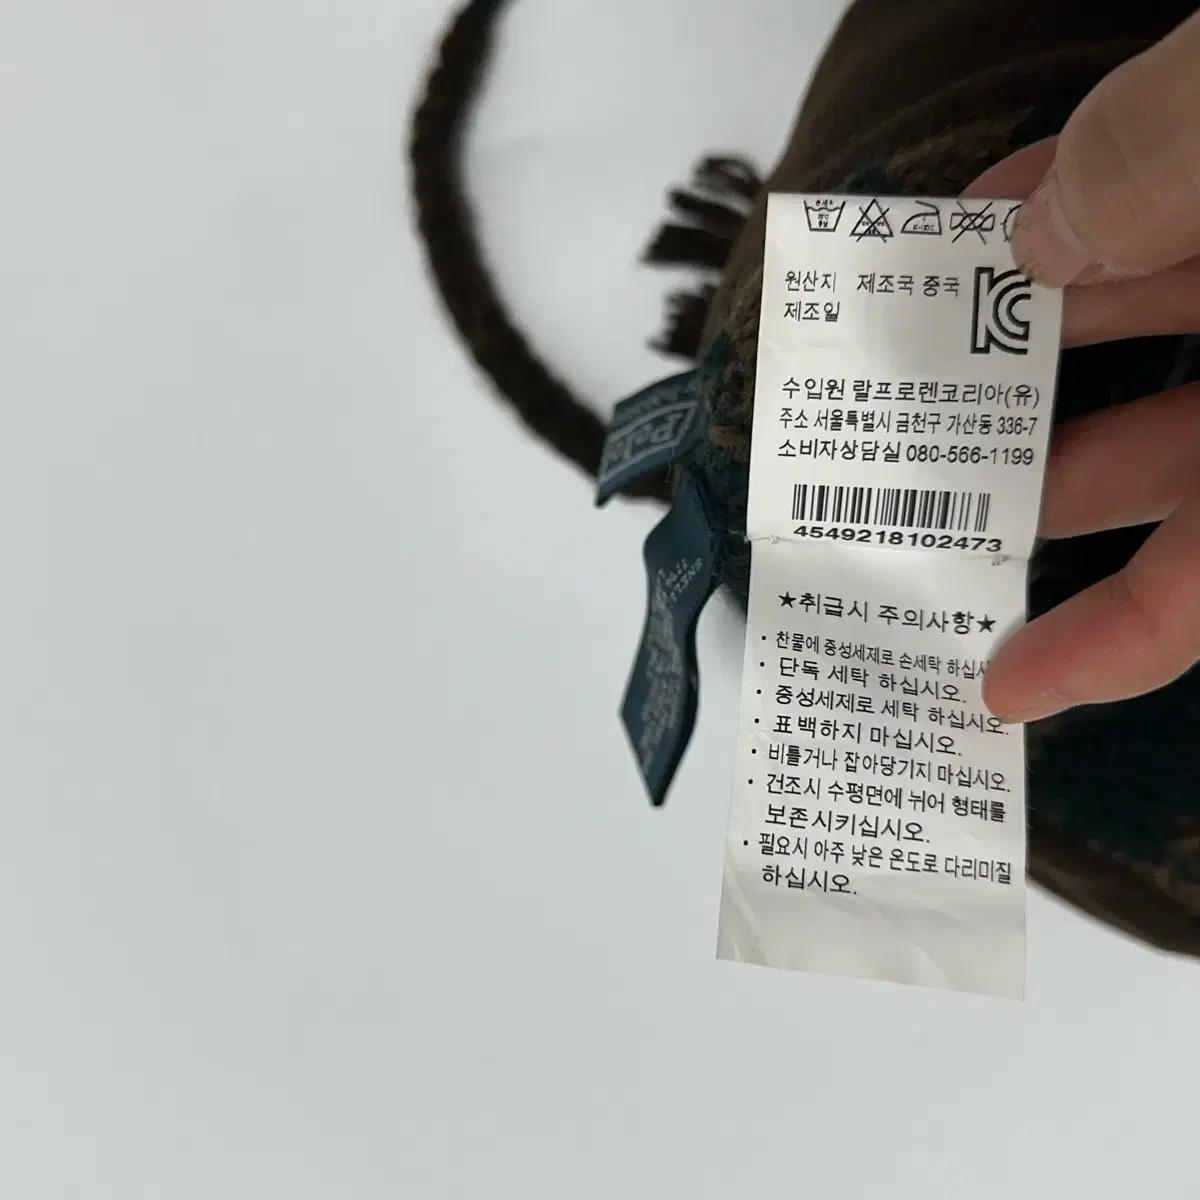 원산지 제조국 중국
제조일
수입원 랄프로렌코리아(유)
주소 서울특별시 금천구 가산동 336-7
소비자상담실 080-566-1199
4549218102473
★취급시 주의사항★
· 찬물에 중성세제로 손세탁 하십시
· 단독 세탁 하십시오.
· 중성세제로 세탁 하십시오.
· 표백하지 마십시오.
· 비틀거나 잡아당기지 마십시오.
· 건조시 수평면에 뉘어 형태를
보존시키십시오.
· 필요시 아주 낮은 온도로 다리미질
하십시오.